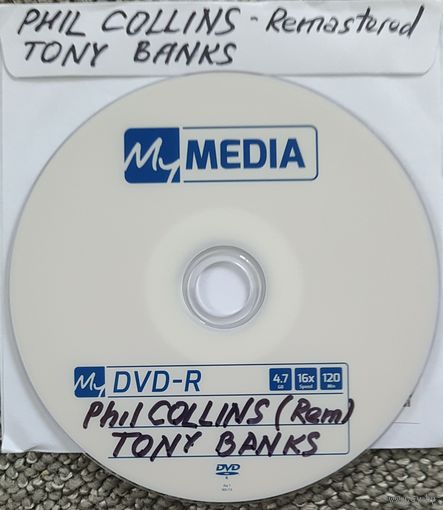 PHIL COLLINS - Remastered
TONY BANKS
My MEDIA
My DVD-R
4.7 GB 16x Speed 120 Min
Phil COLLINS (Rem)
TONY BANKS
DVD
R